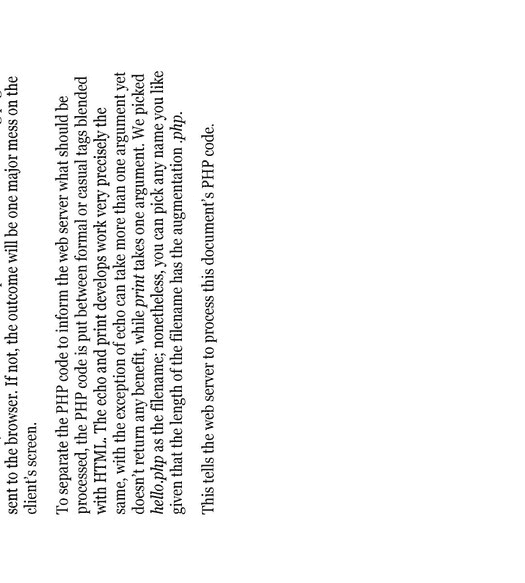 sent to the browser. If not, the outcome will be one major mess on the
client's screen.
To separate the PHP code to inform the web server what should be
processed, the PHP code is put between formal or casual tags blended
with HTML. The echo and print develops work very precisely the
same, with the exception of echo can take more than one argument yet
doesn't return any benefit, while print takes one argument. We picked
hello.php as the filename; nonetheless, you can pick any name you like
given that the length of the filename has the augmentation .php.
This tells the web server to process this document's PHP code.